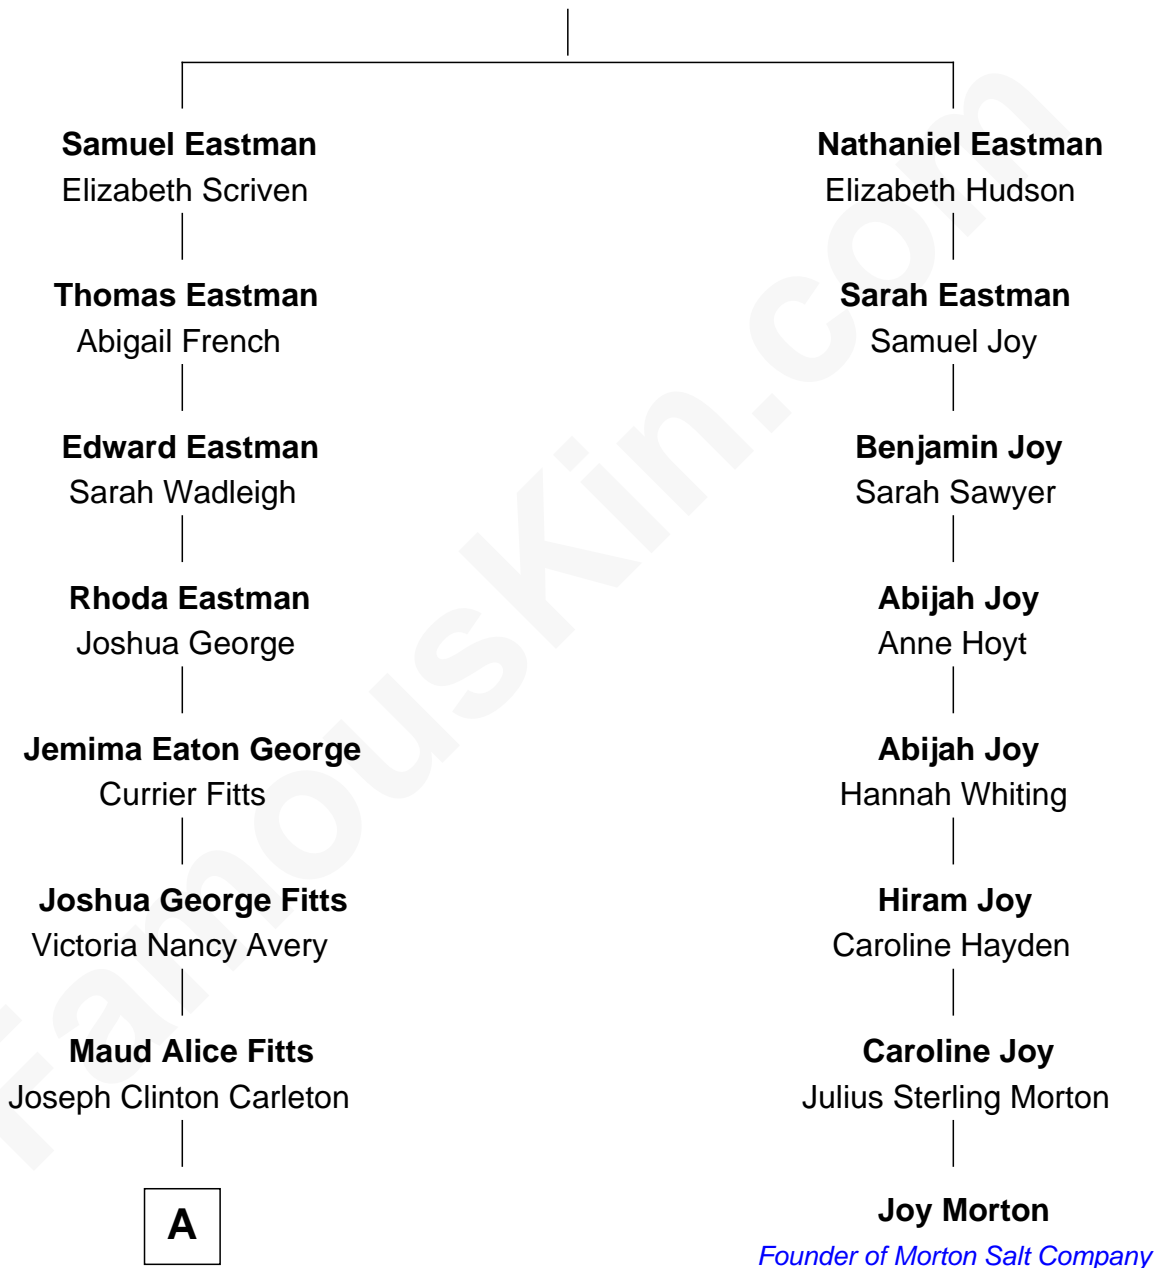 Samuel Eastman
Elizabeth Scriven
Thomas Eastman
Abigail French
Edward Eastman
Sarah Wadleigh
Rhoda Eastman
Joshua George
Jemima Eaton George
Currier Fitts
Joshua George Fitts
Victoria Nancy Avery
Maud Alice Fitts
Joseph Clinton Carleton
A
Nathaniel Eastman
Elizabeth Hudson
Sarah Eastman
Samuel Joy
Benjamin Joy
Sarah Sawyer
Abijah Joy
Anne Hoyt
Abijah Joy
Hannah Whiting
Hiram Joy
Caroline Hayden
Caroline Joy
Julius Sterling Morton
Joy Morton
Founder of Morton Salt Company
FamousKin.com